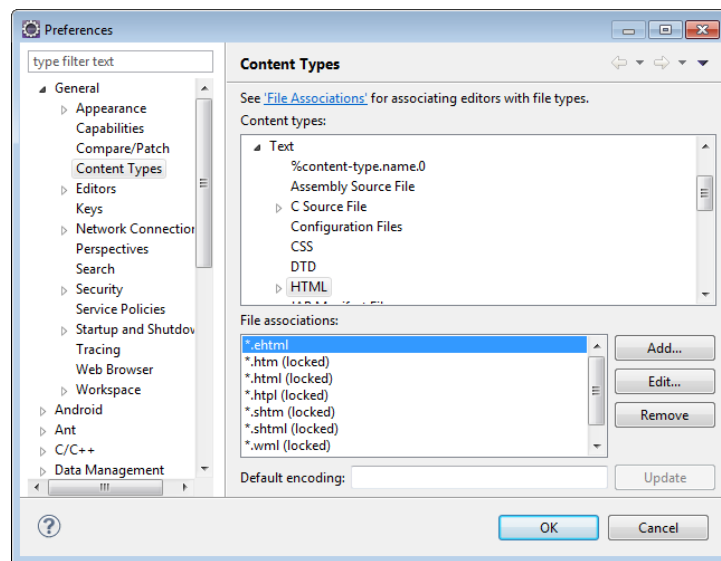 Preferences
type filter text
General
Appearance
Capabilities
Compare/Patch
Content Types
Editors
Keys
Network Connection
Perspectives
Search
Security
Service Policies
Startup and Shutdov
Tracing
Web Browser
Workspace
Android
Ant
C/C++
Data Management
Content Types
See 'File Associations' for associating editors with file types.
Content types:
Text
%content-type.name.0
Assembly Source File
C Source File
Configuration Files
CSS
DTD
HTML
File associations:
*.ehtml
*.htm (locked)
*.html (locked)
*.htpl (locked)
*.shtm (locked)
*.shtml (locked)
*.wml (locked)
Add...
Edit...
Remove
Default encoding:
Update
OK
Cancel